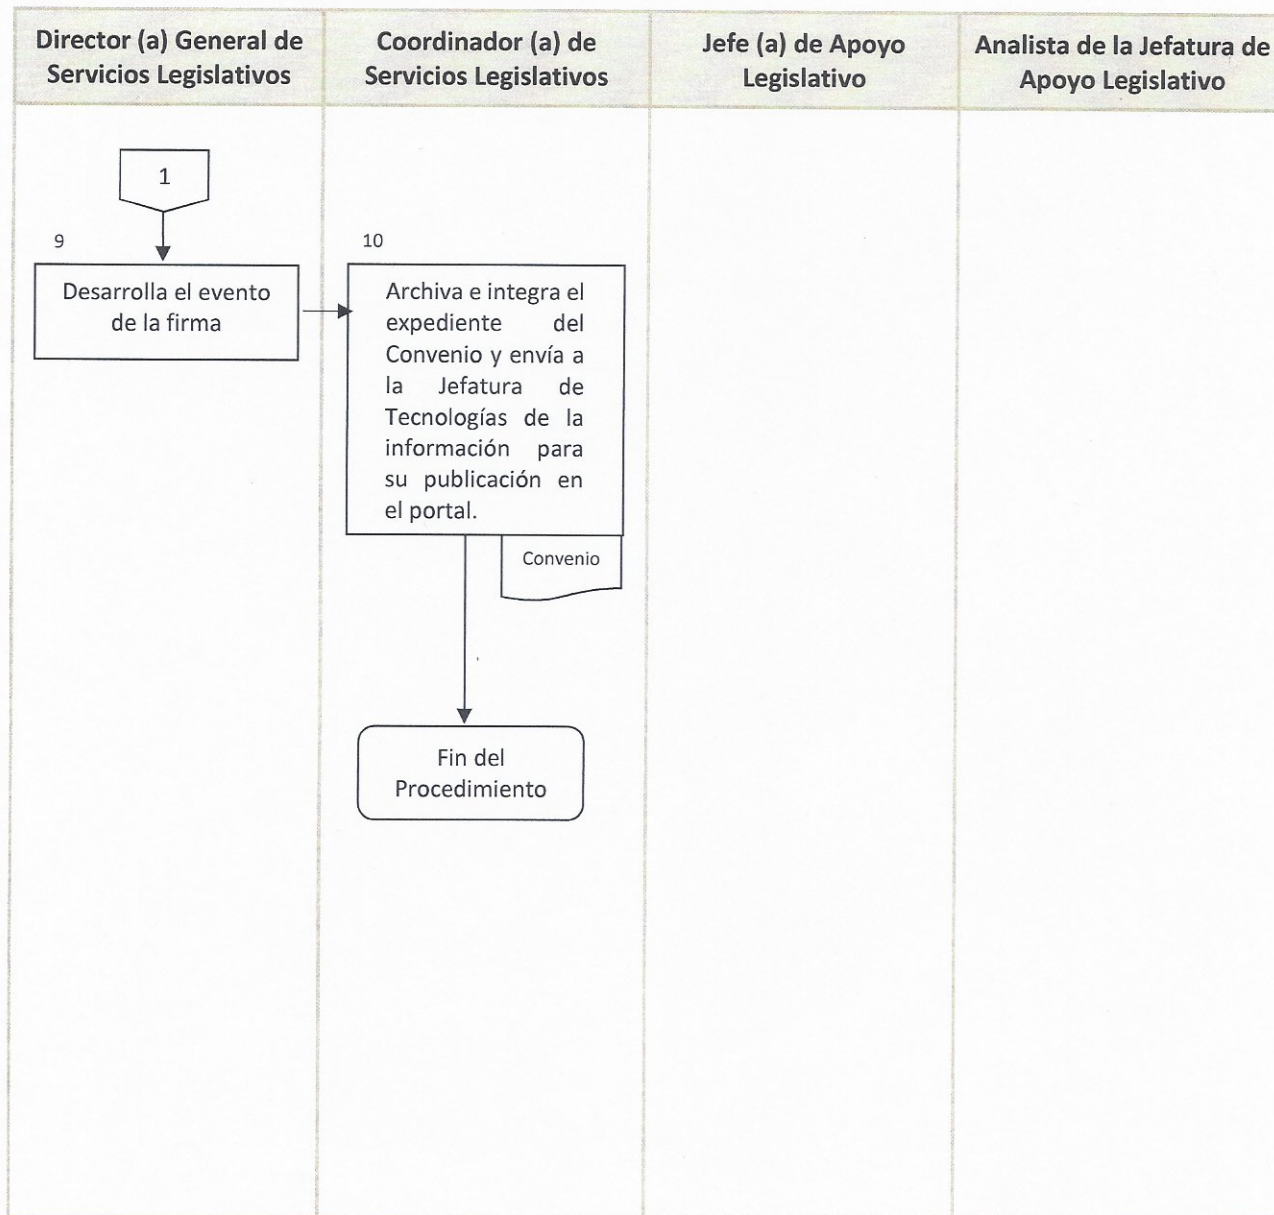 Director (a) General de
Servicios Legislativos
Coordinador (a) de
Servicios Legislativos
Jefe (a) de Apoyo
Legislativo
Analista de la Jefatura de
Apoyo Legislativo
1
9
Desarrolla el evento
de la firma
10
Archiva e integra el
expediente del
Convenio y envía a
la Jefatura de
Tecnologías de la
información para
su publicación en
el portal.
Convenio
Fin del
Procedimiento